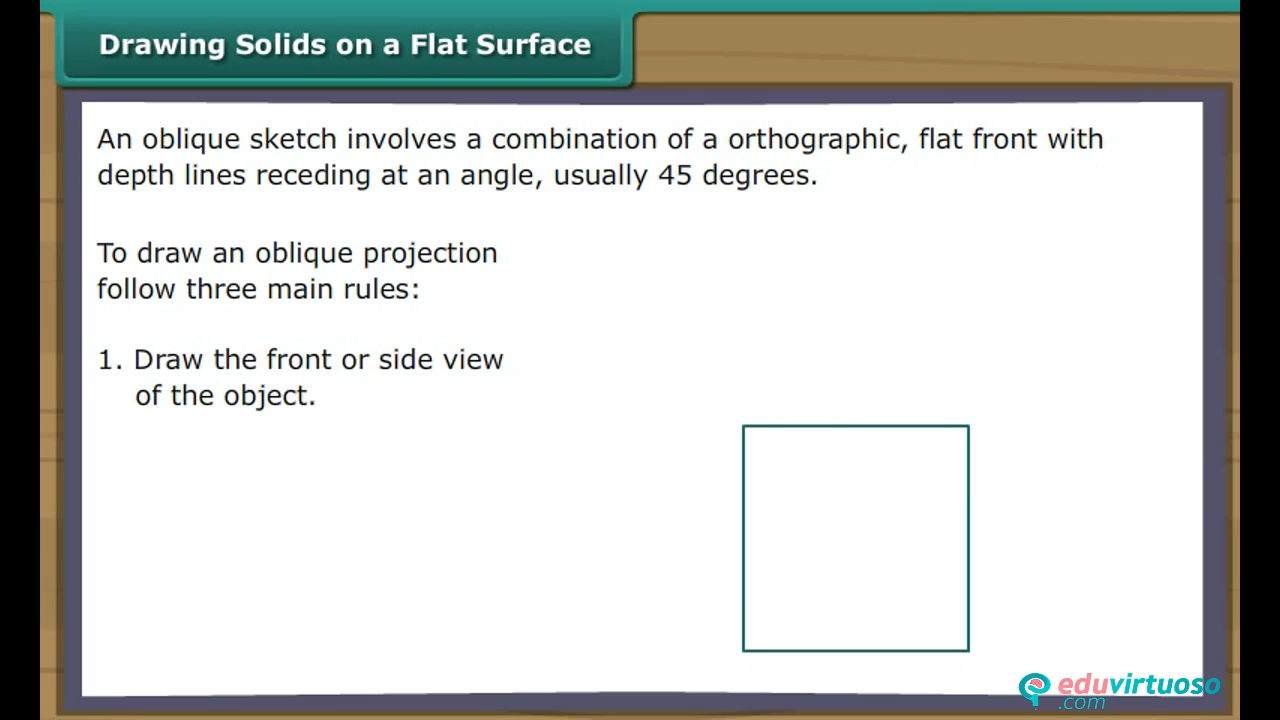 Drawing Solids on a Flat Surface
An oblique sketch involves a combination of a orthographic, flat front with
depth lines receding at an angle, usually 45 degrees.
To draw an oblique projection
follow three main rules:
1. Draw the front or side view
of the object.
eduvirtuoso
.com